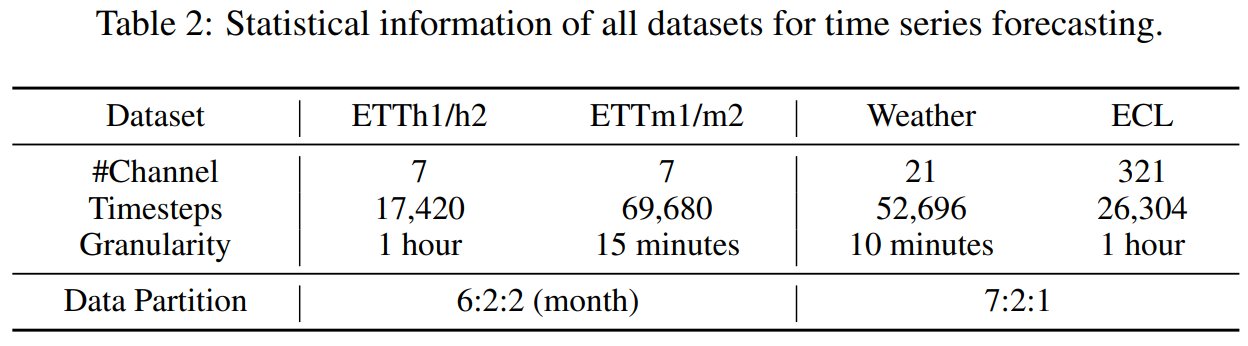 Table 2: Statistical information of all datasets for time series forecasting.
Dataset ETTh1/h2 ETTm1/m2 Weather ECL
#Channel 7 7 21 321
Timesteps 17,420 69,680 52,696 26,304
Granularity 1 hour 15 minutes 10 minutes 1 hour
Data Partition 6:2:2 (month) 7:2:1